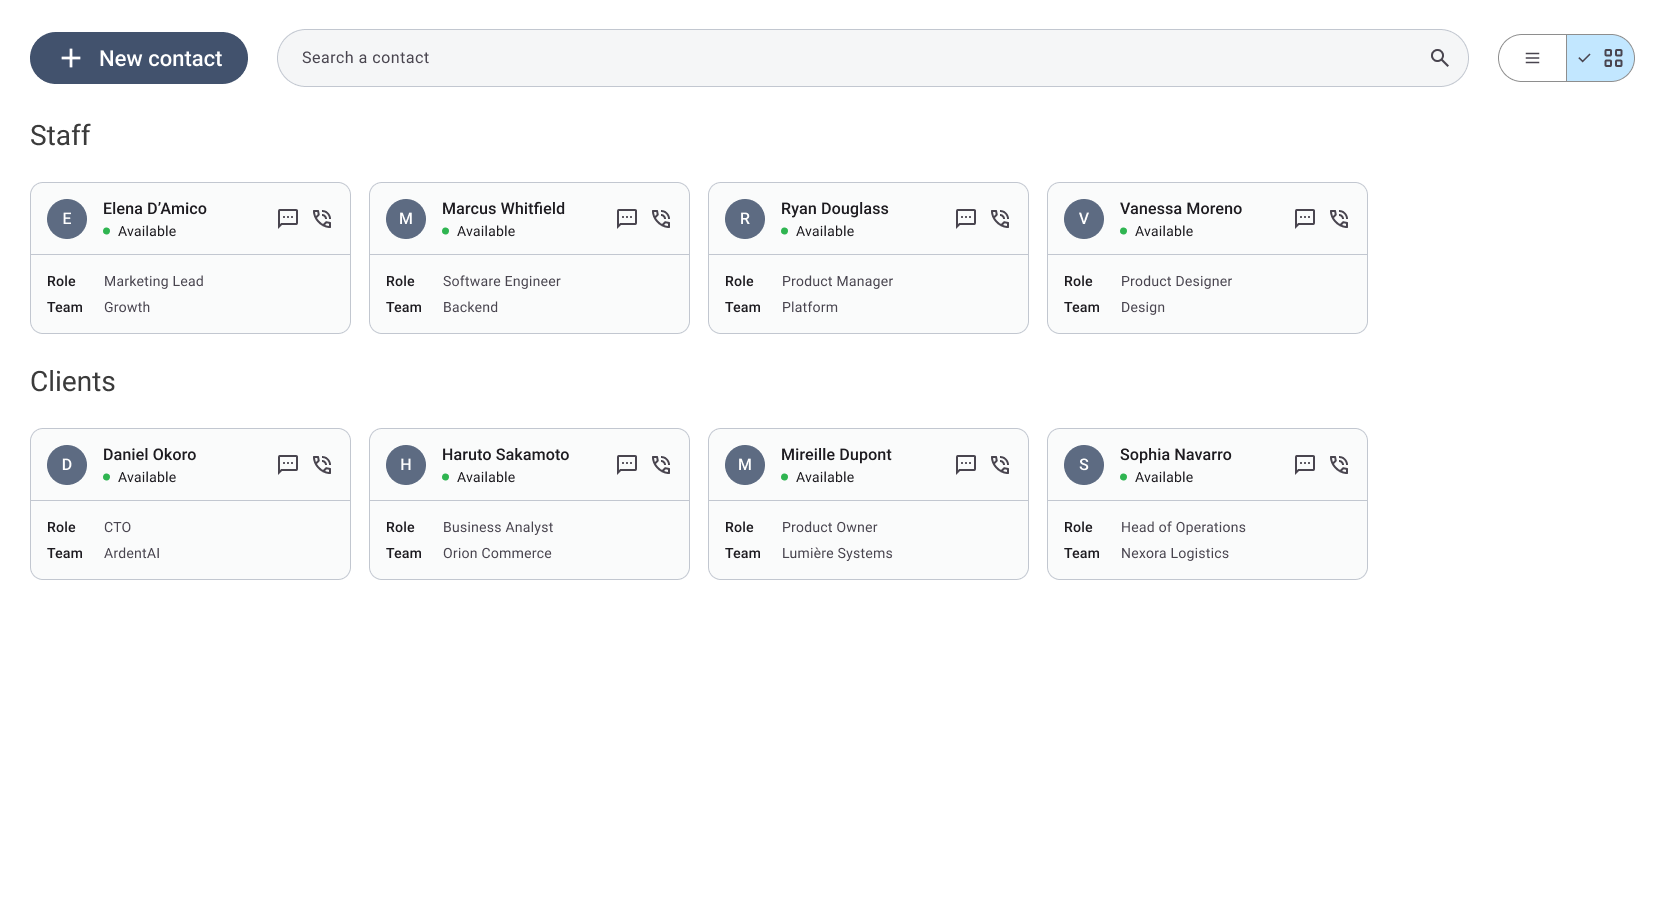 New contact
Search a contact
Staff
E
Elena D’Amico
Available
Role Marketing Lead
Team Growth
M
Marcus Whitfield
Available
Role Software Engineer
Team Backend
R
Ryan Douglass
Available
Role Product Manager
Team Platform
V
Vanessa Moreno
Available
Role Product Designer
Team Design
Clients
D
Daniel Okoro
Available
Role CTO
Team ArdentAI
H
Haruto Sakamoto
Available
Role Business Analyst
Team Orion Commerce
M
Mireille Dupont
Available
Role Product Owner
Team Lumière Systems
S
Sophia Navarro
Available
Role Head of Operations
Team Nexora Logistics